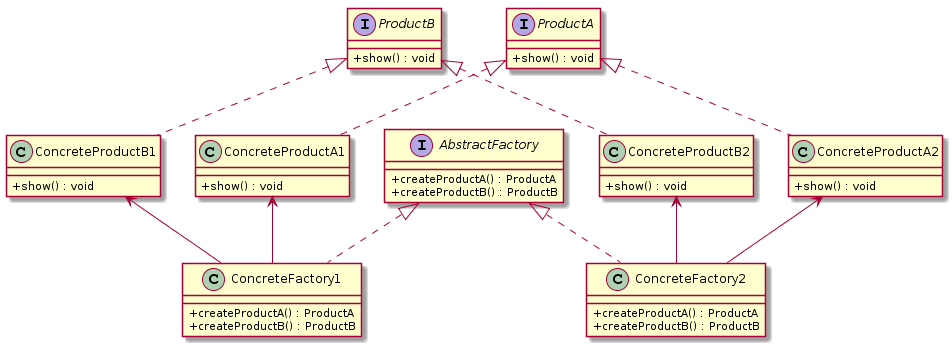 I ProductB
+show() : void
I ProductA
+show() : void
C ConcreteProductB1
+show() : void
C ConcreteProductA1
+show() : void
I AbstractFactory
+createProductA() : ProductA
+createProductB() : ProductB
C ConcreteProductB2
+show() : void
C ConcreteProductA2
+show() : void
C ConcreteFactory1
+createProductA() : ProductA
+createProductB() : ProductB
C ConcreteFactory2
+createProductA() : ProductA
+createProductB() : ProductB